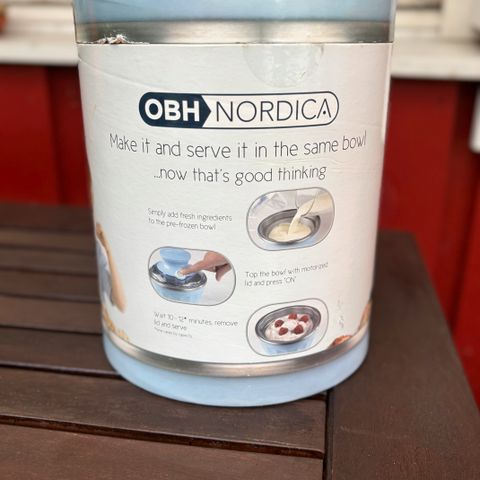 OBH NORDICA
Make it and serve it in the same bowl
...now that's good thinking
Simply add fresh ingredients
to the pre-frozen bowl
Top the bowl with motorized
lid and press "ON"
Wait 10-12* minutes, remove
lid and serve